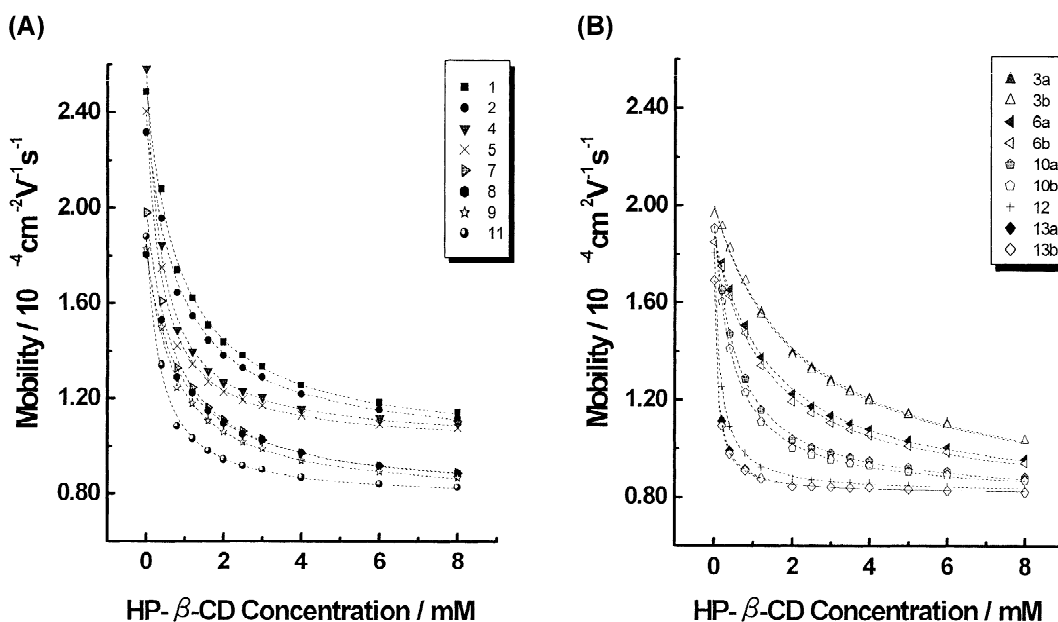 (A)
Mobility / 10 ⁻⁴cm⁻²V⁻¹s⁻¹
2.40
2.00
1.60
1.20
0.80
1
2
4
5
7
8
9
11
0 2 4 6 8
HP-β-CD Concentration / mM
(B)
Mobility / 10 ⁻⁴cm⁻²V⁻¹s⁻¹
2.40
2.00
1.60
1.20
0.80
3a
3b
6a
6b
10a
10b
12
13a
13b
0 2 4 6 8
HP-β-CD Concentration / mM